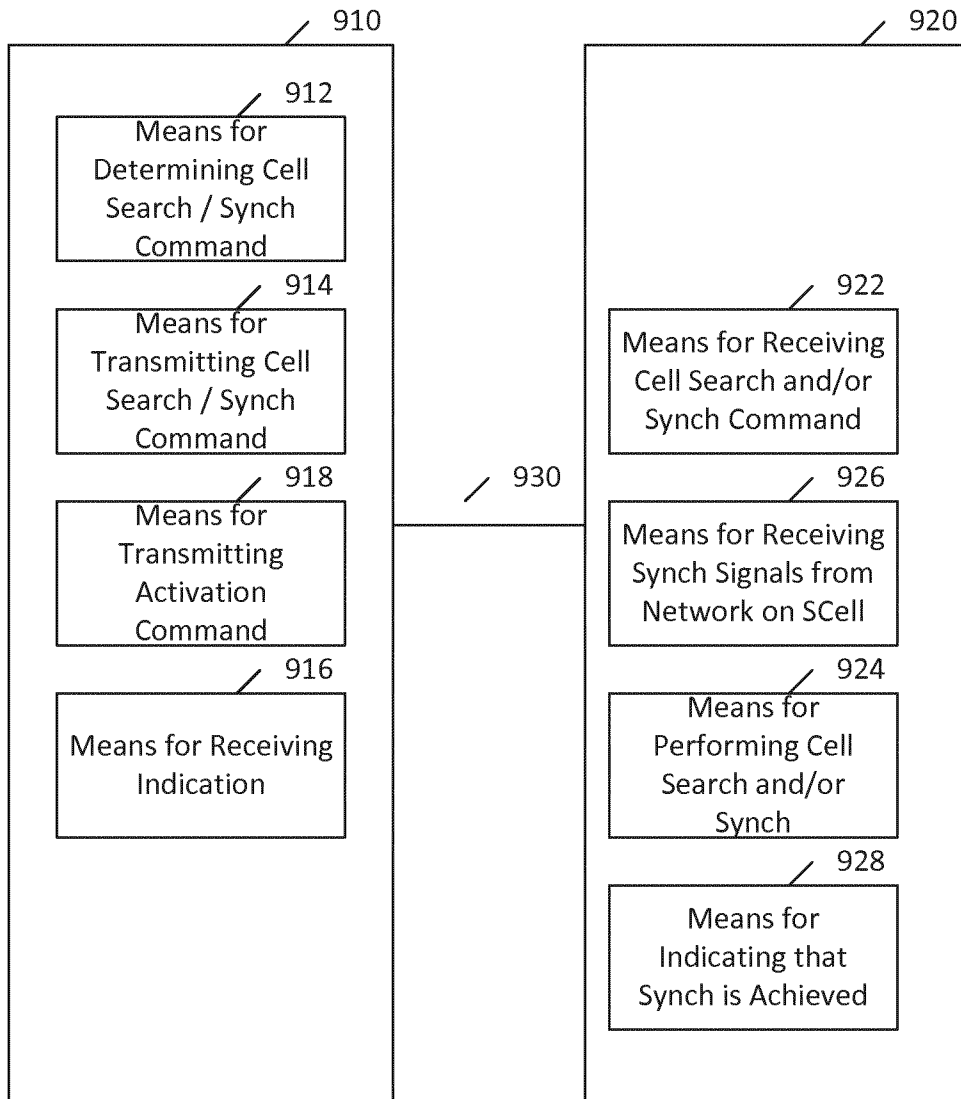 910
912
Means for
Determining Cell
Search / Synch
Command
914
Means for
Transmitting Cell
Search / Synch
Command
918
Means for
Transmitting
Activation
Command
916
Means for Receiving
Indication
930
920
922
Means for Receiving
Cell Search and/or
Synch Command
926
Means for Receiving
Synch Signals from
Network on SCell
924
Means for
Performing Cell
Search and/or
Synch
928
Means for
Indicating that
Synch is Achieved